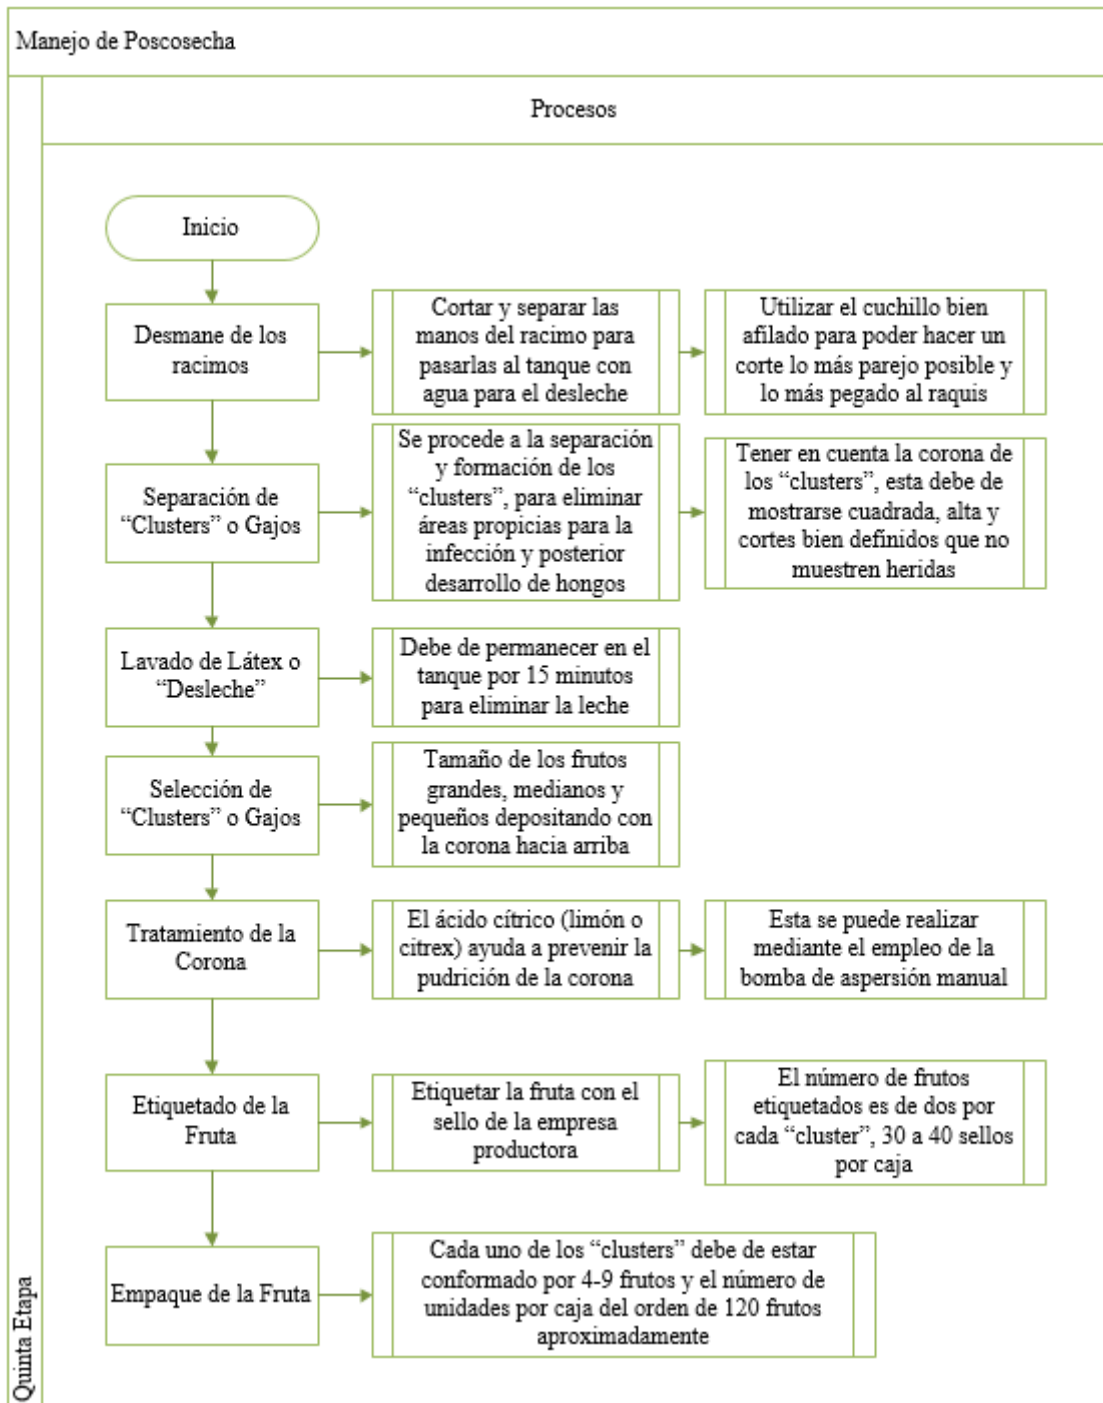 Manejo de Poscosecha
Procesos
Quinta Etapa
Inicio
Desmane de los
racimos
Cortar y separar las
manos del racimo para
pasarlas al tanque con
agua para el desleche
Utilizar el cuchillo bien
afilado para poder hacer un
corte lo más parejo posible y
lo más pegado al raquis
Separación de
“Clusters” o Gajos
Se procede a la separación
y formación de los
“clusters”, para eliminar
áreas propicias para la
infección y posterior
desarrollo de hongos
Tener en cuenta la corona de
los “clusters”, esta debe de
mostrarse cuadrada, alta y
cortes bien definidos que no
muestren heridas
Lavado de Látex o
“Desleche”
Debe de permanecer en el
tanque por 15 minutos
para eliminar la leche
Selección de
“Clusters” o Gajos
Tamaño de los frutos
grandes, medianos y
pequeños depositando con
la corona hacia arriba
Tratamiento de la
Corona
El ácido cítrico (limón o
citrex) ayuda a prevenir la
pudrición de la corona
Esta se puede realizar
mediante el empleo de la
bomba de aspersión manual
Etiquetado de la
Fruta
Etiquetar la fruta con el
sello de la empresa
productora
El número de frutos
etiquetados es de dos por
cada “cluster”, 30 a 40 sellos
por caja
Empaque de la Fruta
Cada uno de los “clusters” debe de estar
conformado por 4-9 frutos y el número de
unidades por caja del orden de 120 frutos
aproximadamente